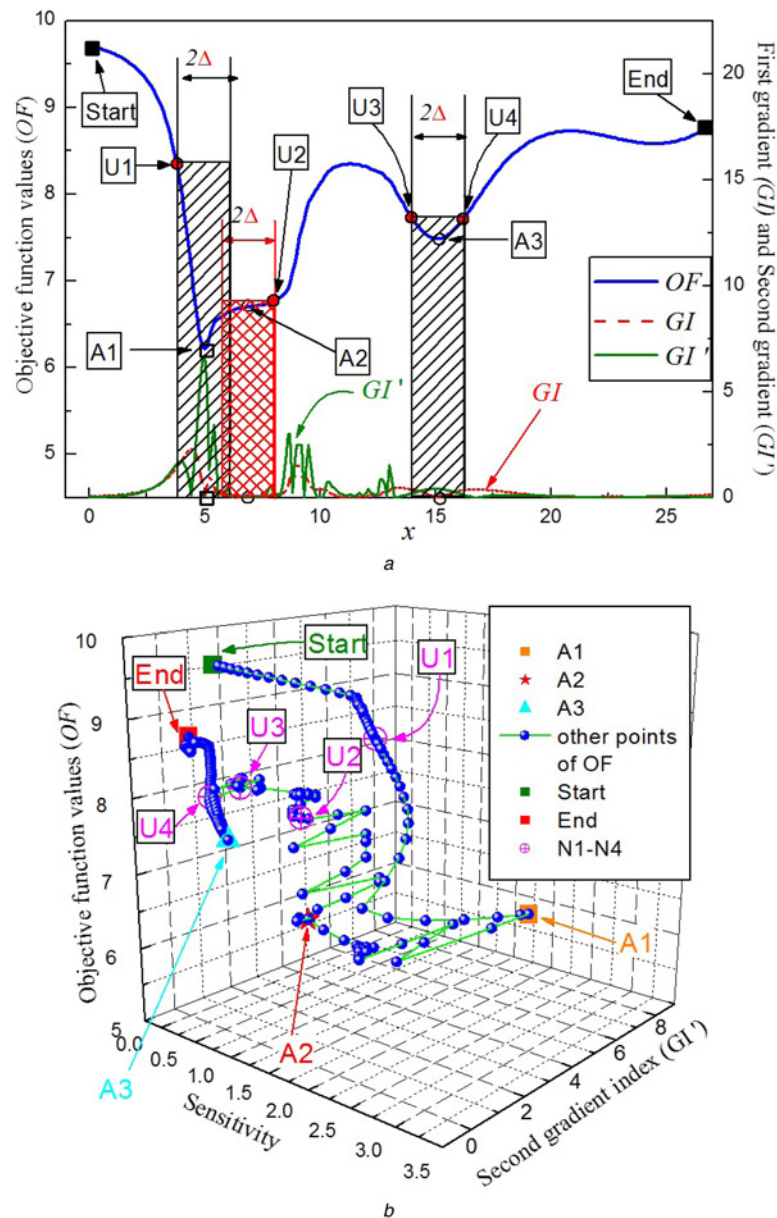 10
9
8
7
6
5
Objective function values (OF)
2Δ
2Δ
2Δ
Start
U1
U2
U3
U4
End
A1
A2
A3
GI '
GI
OF
GI
GI '
20
15
10
5
0
First gradient (GI) and Second gradient (GI')
0
5
10
15
20
25
x
a
10
9
8
7
6
5
Objective function values (OF)
Start
End
U1
U3
U2
U4
A1
A2
A3
A1
A2
A3
other points
of OF
Start
End
N1-N4
0.0
0.5
1.0
1.5
2.0
2.5
3.0
3.5
Sensitivity
0
2
4
6
8
Second gradient index (GI')
b